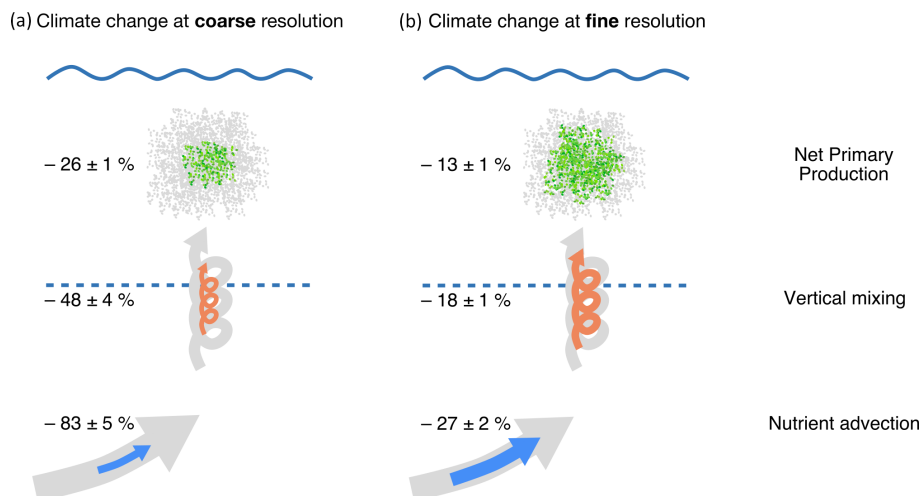 (a) Climate change at coarse resolution
(b) Climate change at fine resolution
– 26 ± 1 %
– 13 ± 1 %
Net Primary
Production
– 48 ± 4 %
– 18 ± 1 %
Vertical mixing
– 83 ± 5 %
– 27 ± 2 %
Nutrient advection